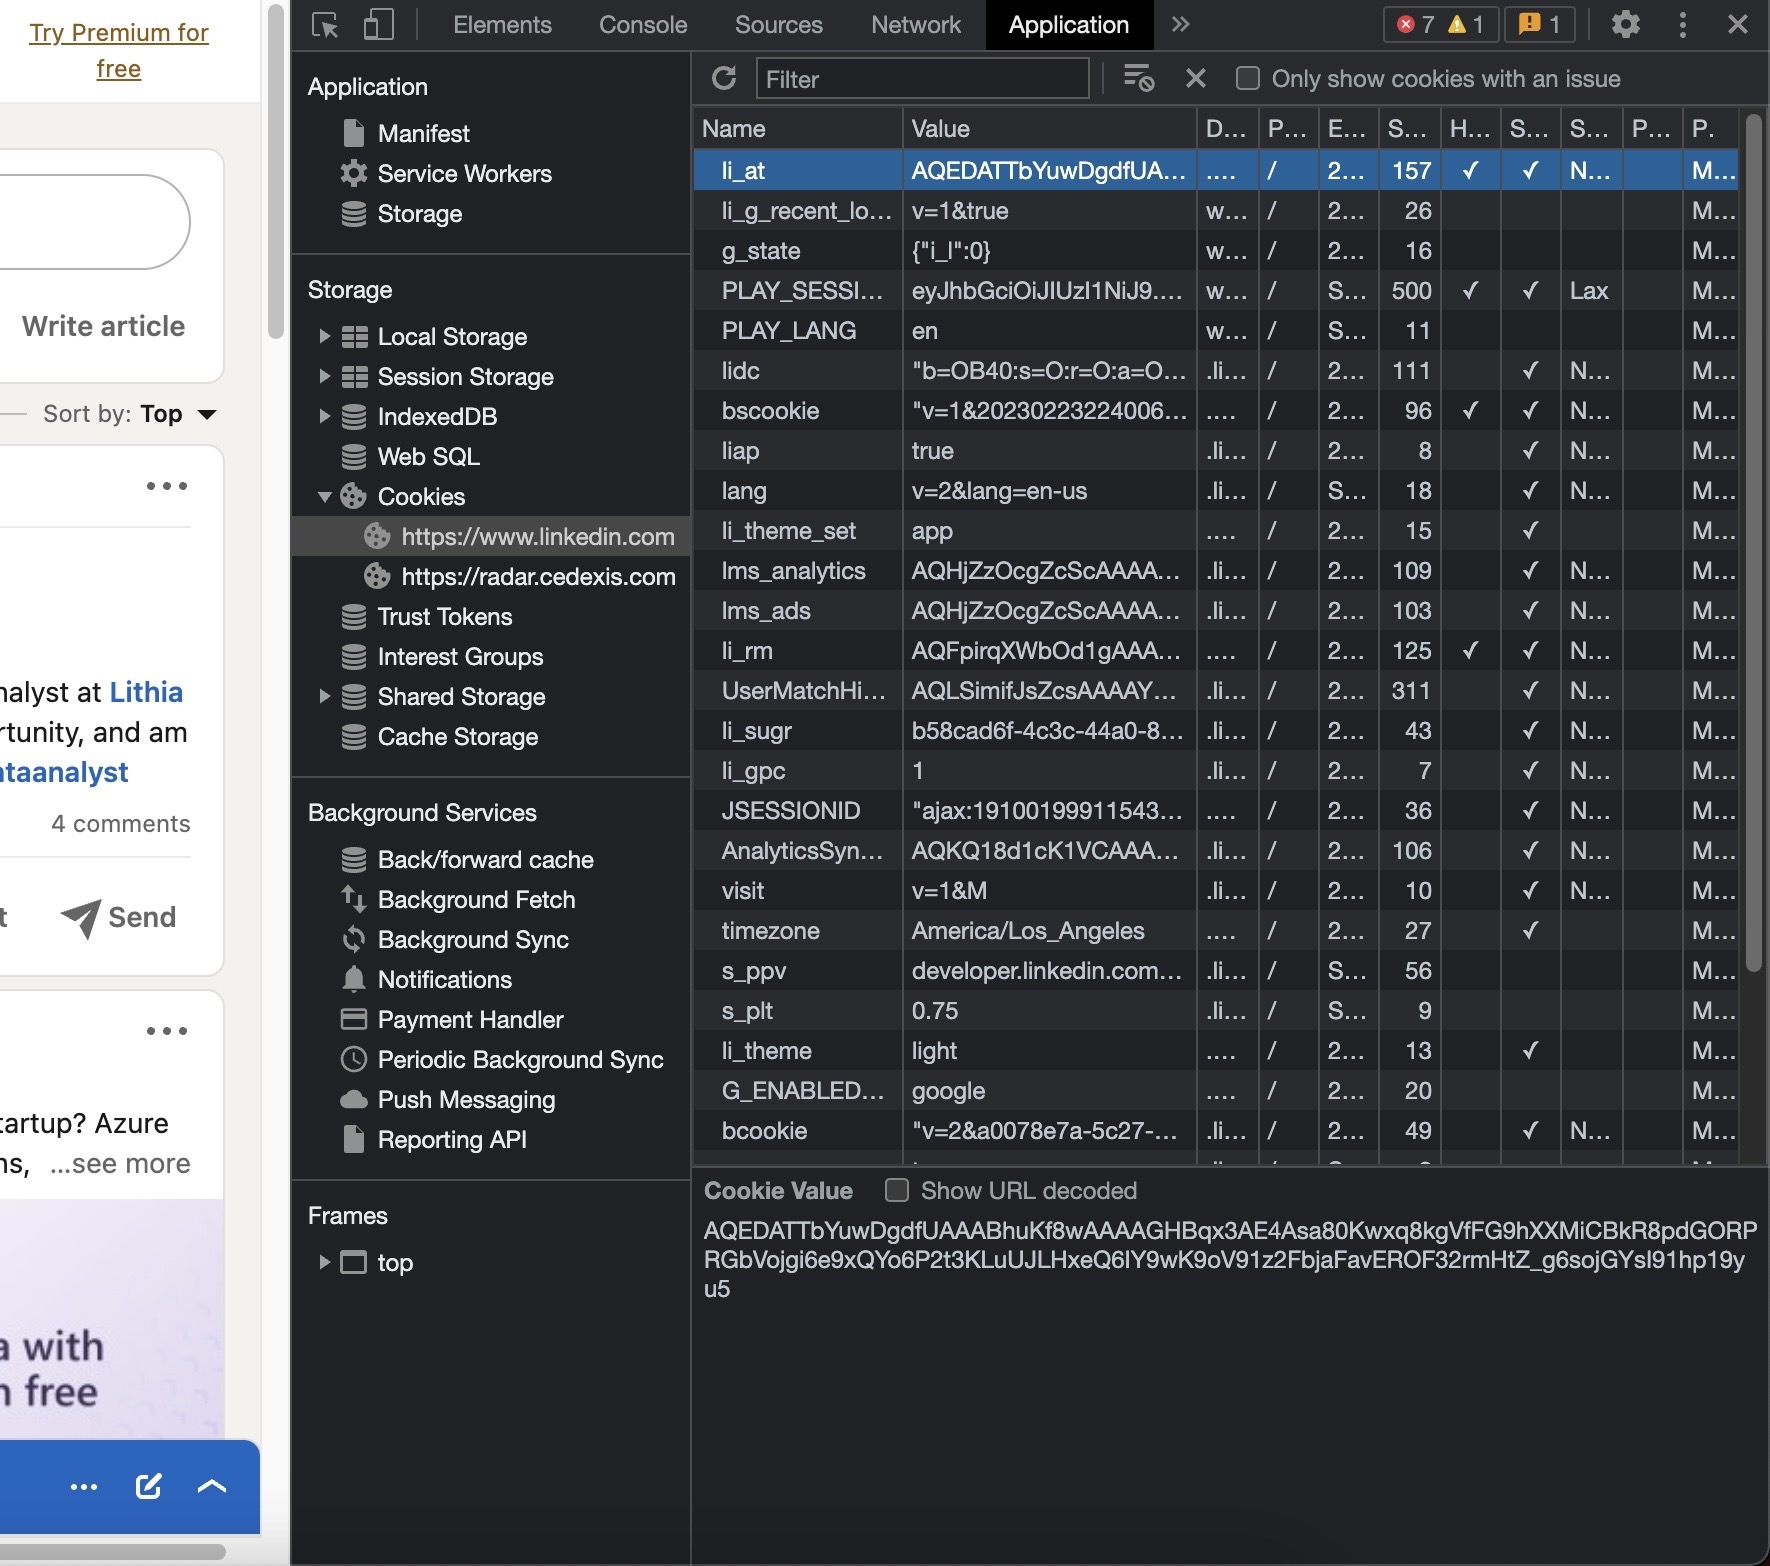 Try Premium for
free
Write article
Sort by: Top
nalyst at Lithia
rtunity, and am
ataanalyst
4 comments
t Send
tartup? Azure
ns, ...see more
a with
n free
Elements Console Sources Network Application 7 1 1
Application
Manifest
Service Workers
Storage
Storage
Local Storage
Session Storage
IndexedDB
Web SQL
Cookies
https://www.linkedin.com
https://radar.cedexis.com
Trust Tokens
Interest Groups
Shared Storage
Cache Storage
Background Services
Back/forward cache
Background Fetch
Background Sync
Notifications
Payment Handler
Periodic Background Sync
Push Messaging
Reporting API
Frames
top
Filter Only show cookies with an issue
Name Value D... P... E... S... H... S... S... P... P.
li_at AQEDATTbYuwDgdfUA... .... / 2... 157 ✓ ✓ N... M...
li_g_recent_lo... v=1&true w... / 2... 26 M...
g_state {"i_l":0} w... / 2... 16 M...
PLAY_SESSI... eyJhbGciOiJIUzI1NiJ9.... w... / S... 500 ✓ ✓ Lax M...
PLAY_LANG en w... / S... 11 M...
lidc "b=OB40:s=O:r=O:a=O... .li... / 2... 111 ✓ N... M...
bscookie "v=1&20230223224006... .... / 2... 96 ✓ ✓ N... M...
liap true .li... / 2... 8 ✓ N... M...
lang v=2&lang=en-us .li... / S... 18 ✓ N... M...
li_theme_set app .... / 2... 15 ✓ M...
lms_analytics AQHjZzOcgZcScAAAA... .li... / 2... 109 ✓ N... M...
lms_ads AQHjZzOcgZcScAAAA... .li... / 2... 103 ✓ N... M...
li_rm AQFpirqXWbOd1gAAA... .... / 2... 125 ✓ ✓ N... M...
UserMatchHi... AQLSimifJsZcsAAAAY... .li... / 2... 311 ✓ N... M...
li_sugr b58cad6f-4c3c-44a0-8... .li... / 2... 43 ✓ N... M...
li_gpc 1 .li... / 2... 7 ✓ N... M...
JSESSIONID "ajax:19100199911543... .... / 2... 36 ✓ N... M...
AnalyticsSyn... AQKQ18d1cK1VCAAA... .li... / 2... 106 ✓ N... M...
visit v=1&M .li... / 2... 10 ✓ N... M...
timezone America/Los_Angeles .... / 2... 27 ✓ M...
s_ppv developer.linkedin.com... .li... / S... 56 M...
s_plt 0.75 .li... / S... 9 M...
li_theme light .... / 2... 13 ✓ M...
G_ENABLED... google .... / 2... 20 M...
bcookie "v=2&a0078e7a-5c27-... .li... / 2... 49 ✓ N... M...
Cookie Value Show URL decoded
AQEDATTbYuwDgdfUAAABhuKf8wAAAAGHBqx3AE4Asa80Kwxq8kgVfFG9hXXMiCBkR8pdGORP
RGbVojgi6e9xQYo6P2t3KLuUJLHxeQ6IY9wK9oV91z2FbjaFavEROF32rmHtZ_g6sojGYsI91hp19y
u5